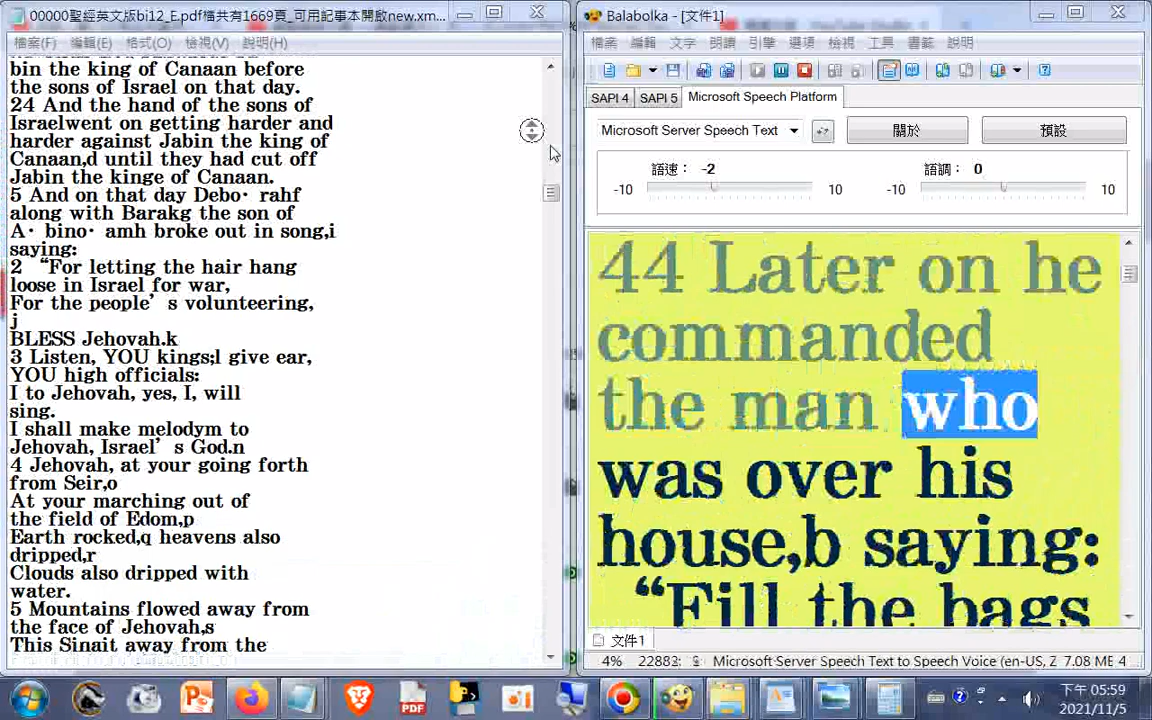 00000聖經英文版bi12_E.pdf檔共有1669頁_可用記事本開啟new.xm...
檔案(F) 編輯(E) 格式(O) 檢視(V) 說明(H)
bin the king of Canaan before
the sons of Israel on that day.
24 And the hand of the sons of
Israelwent on getting harder and
harder against Jabin the king of
Canaan,d until they had cut off
Jabin the kinge of Canaan.
5 And on that day Debo· rahf
along with Barakg the son of
A· bino· amh broke out in song,i
saying:
2 “For letting the hair hang
loose in Israel for war,
For the people’s volunteering,
j
BLESS Jehovah.k
3 Listen, YOU kings;l give ear,
YOU high officials:
I to Jehovah, yes, I, will
sing.
I shall make melodym to
Jehovah, Israel’s God.n
4 Jehovah, at your going forth
from Seir,o
At your marching out of
the field of Edom,p
Earth rocked,q heavens also
dripped,r
Clouds also dripped with
water.
5 Mountains flowed away from
the face of Jehovah,s
This Sinait away from the
Balabolka - [文件1]
檔案 編輯 文字 朗讀 引擎 選項 檢視 工具 書籤 說明
SAPI 4 SAPI 5 Microsoft Speech Platform
Microsoft Server Speech Text 關於 預設
語速: -2 語調: 0
-10 10 -10 10
44 Later on he
commanded
the man who
was over his
house,b saying:
“Fill the bags
文件1
4% 22882: Microsoft Server Speech Text to Speech Voice (en-US, Z 7.08 ME 4
PDF
下午 05:59
2021/11/5